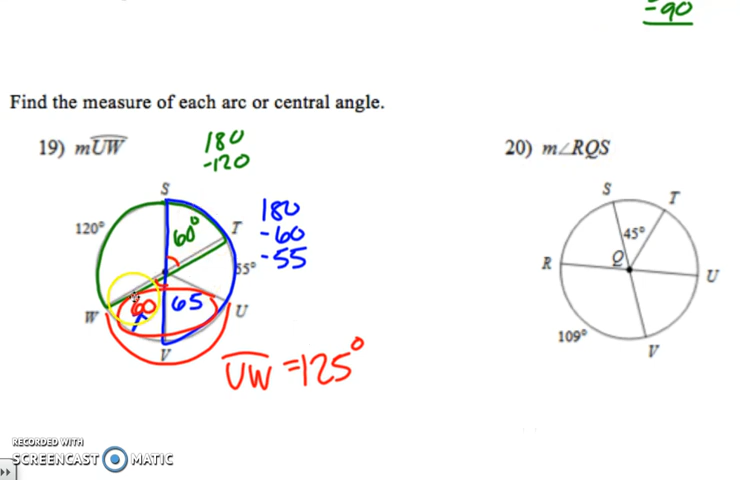 -90
Find the measure of each arc or central angle.
19) mUW
180
-120
20) m∠RQS
S
120°
60°
T
180
-60
-55
55°
W
60
65
U
V
UW = 125°
S
T
45°
R
Q
U
109°
V
RECORDED WITH
SCREENCAST MATIC